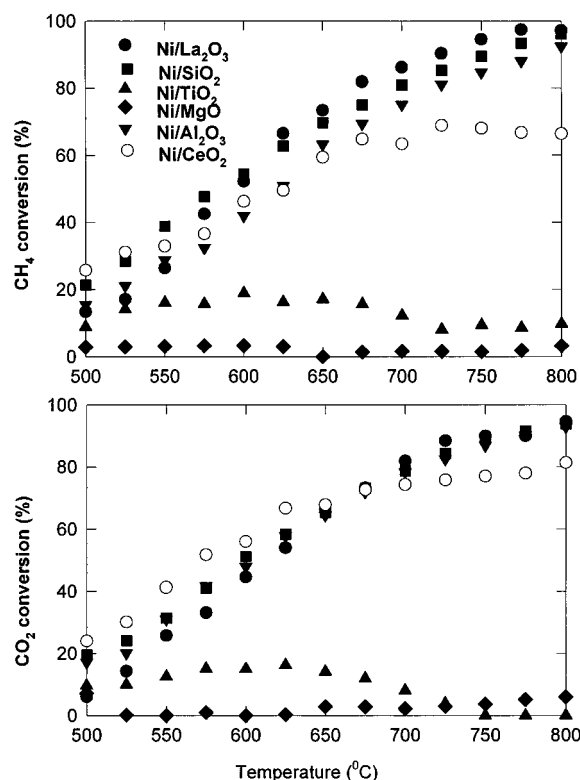 100
80
60
40
20
0
CH₄ conversion (%)
Ni/La₂O₃
Ni/SiO₂
Ni/TiO₂
Ni/MgO
Ni/Al₂O₃
Ni/CeO₂
500 550 600 650 700 750 800
100
80
60
40
20
0
CO₂ conversion (%)
500 550 600 650 700 750 800
Temperature (⁰C)